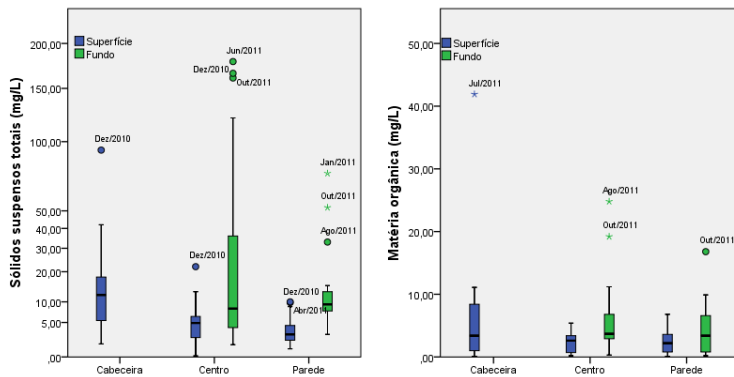 Sólidos suspensos totais (mg/L)
200,00
150,00
100,00
50,00
40,00
30,00
20,00
10,00
5,00
,00
Superfície
Fundo
Dez/2010
Dez/2010
Jun/2011
Dez/2010
Out/2011
Dez/2010
Abr/2011
Jan/2011
Out/2011
Ago/2011
Cabeceira
Centro
Parede
Matéria orgânica (mg/L)
50,00
40,00
30,00
20,00
10,00
,00
Superfície
Fundo
Jul/2011
Ago/2011
Out/2011
Out/2011
Cabeceira
Centro
Parede